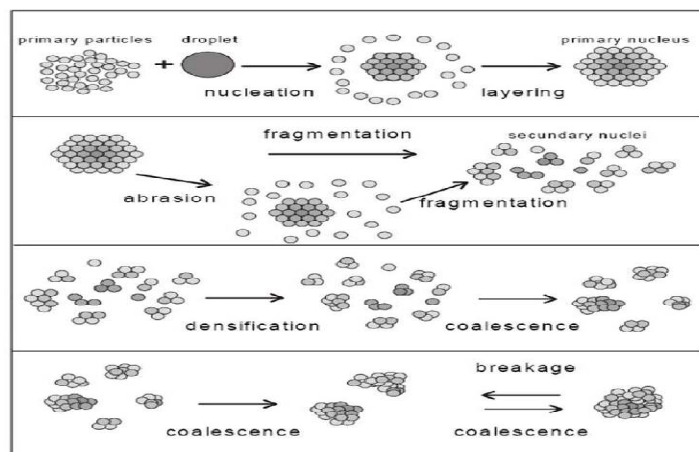 primary particles
droplet
primary nucleus
+
nucleation
layering
fragmentation
secundary nuclei
abrasion
fragmentation
densification
coalescence
breakage
coalescence
coalescence